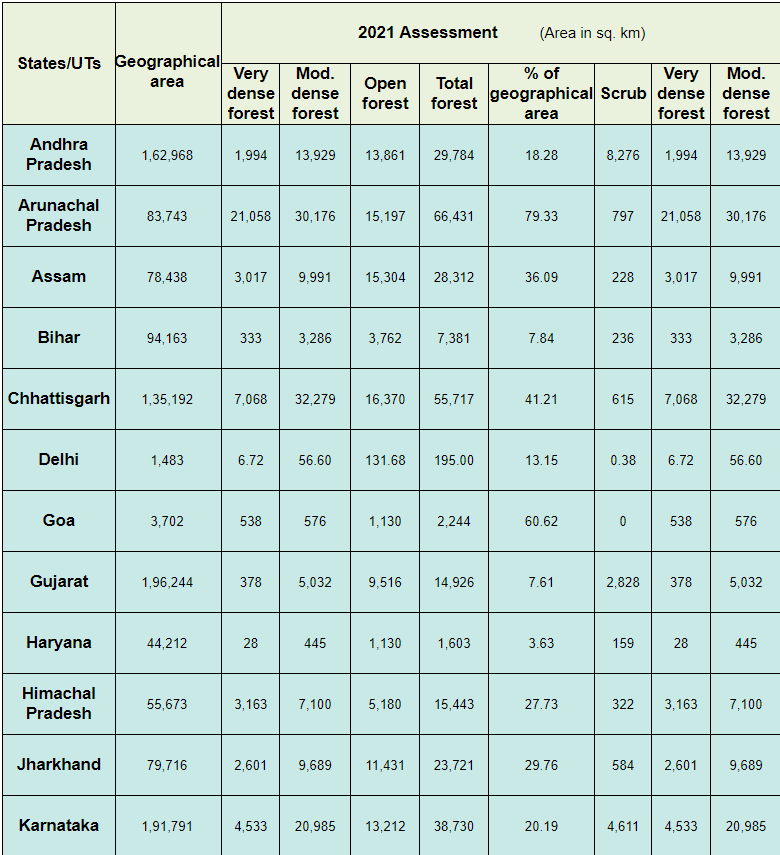 States/UTs Geographical area 2021 Assessment (Area in sq. km)
Very dense forest Mod. dense forest Open forest Total forest % of geographical area Scrub Very dense forest Mod. dense forest
Andhra Pradesh 1,62,968 1,994 13,929 13,861 29,784 18.28 8,276 1,994 13,929
Arunachal Pradesh 83,743 21,058 30,176 15,197 66,431 79.33 797 21,058 30,176
Assam 78,438 3,017 9,991 15,304 28,312 36.09 228 3,017 9,991
Bihar 94,163 333 3,286 3,762 7,381 7.84 236 333 3,286
Chhattisgarh 1,35,192 7,068 32,279 16,370 55,717 41.21 615 7,068 32,279
Delhi 1,483 6.72 56.60 131.68 195.00 13.15 0.38 6.72 56.60
Goa 3,702 538 576 1,130 2,244 60.62 0 538 576
Gujarat 1,96,244 378 5,032 9,516 14,926 7.61 2,828 378 5,032
Haryana 44,212 28 445 1,130 1,603 3.63 159 28 445
Himachal Pradesh 55,673 3,163 7,100 5,180 15,443 27.73 322 3,163 7,100
Jharkhand 79,716 2,601 9,689 11,431 23,721 29.76 584 2,601 9,689
Karnataka 1,91,791 4,533 20,985 13,212 38,730 20.19 4,611 4,533 20,985